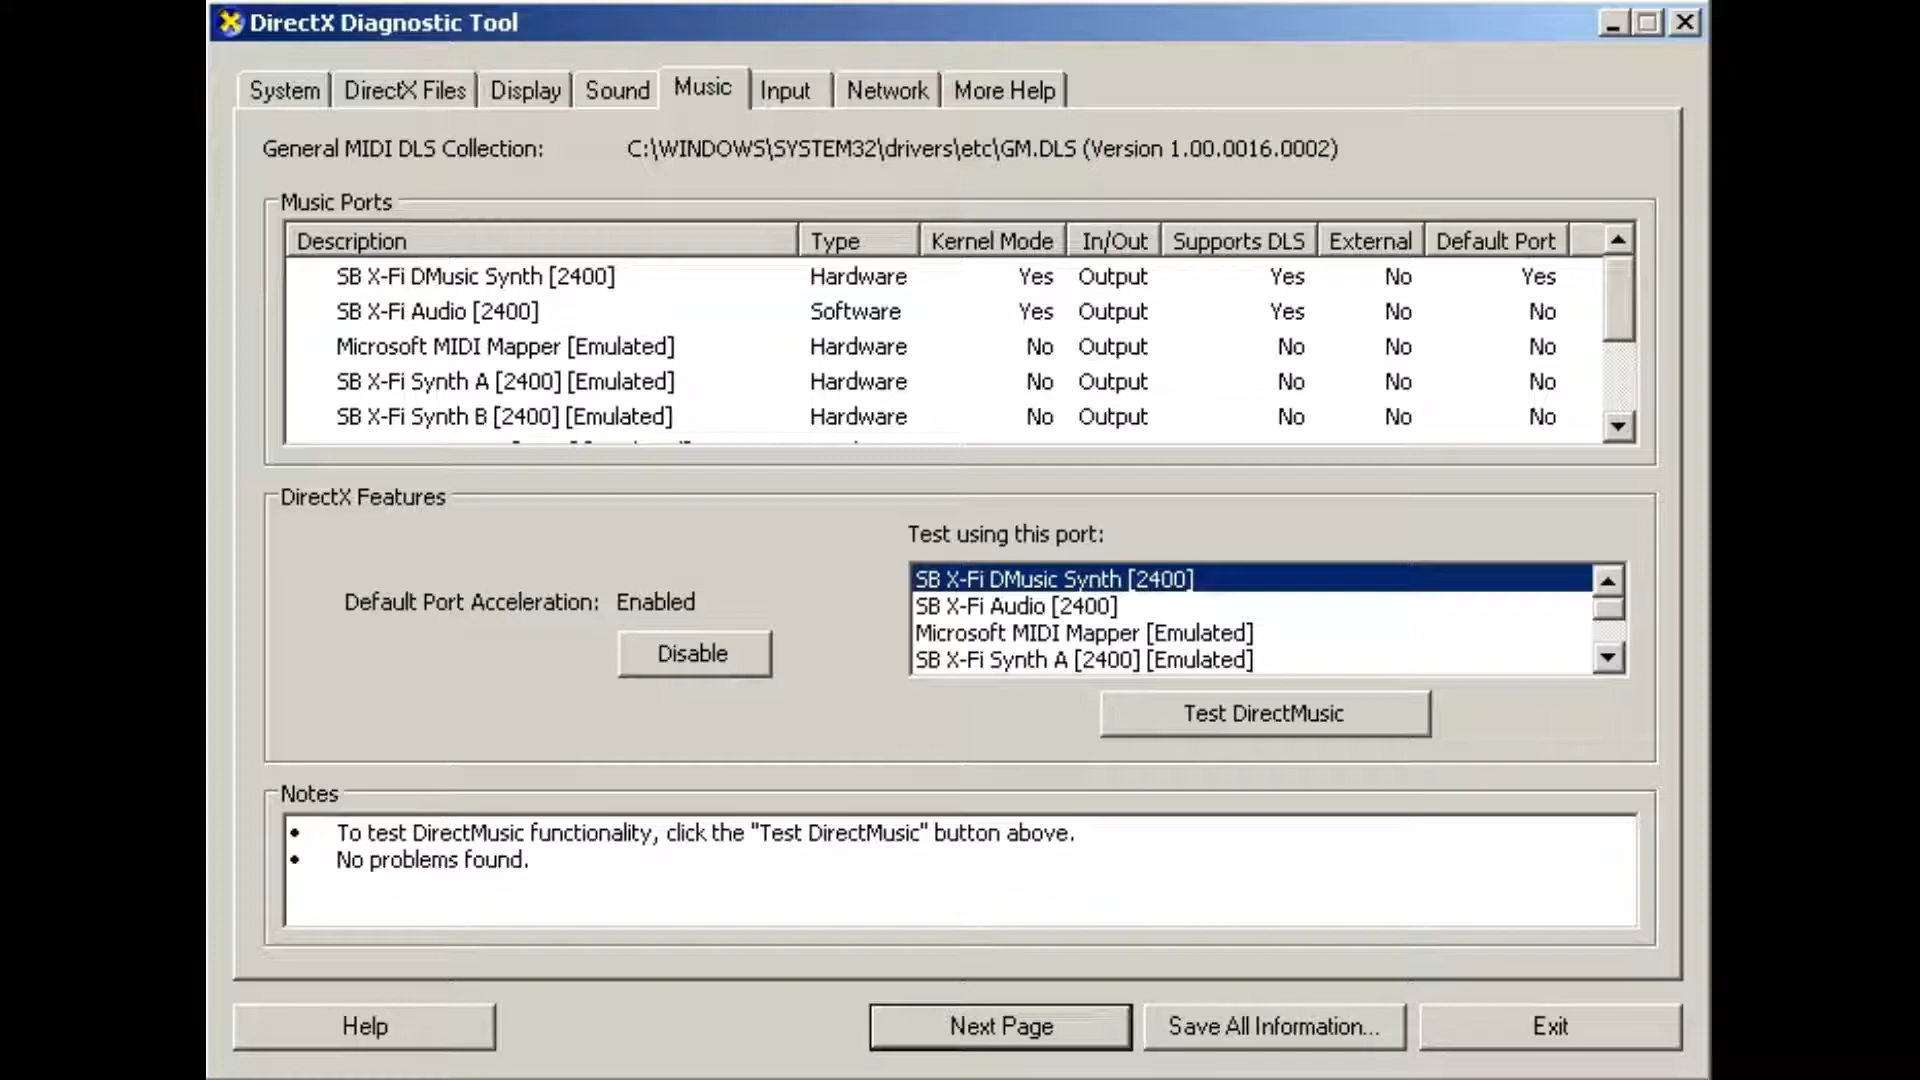 DirectX Diagnostic Tool
System DirectX Files Display Sound Music Input Network More Help
General MIDI DLS Collection: C:\WINDOWS\SYSTEM32\drivers\etc\GM.DLS (Version 1.00.0016.0002)
Music Ports
Description Type Kernel Mode In/Out Supports DLS External Default Port
SB X-Fi DMusic Synth [2400] Hardware Yes Output Yes No Yes
SB X-Fi Audio [2400] Software Yes Output Yes No No
Microsoft MIDI Mapper [Emulated] Hardware No Output No No No
SB X-Fi Synth A [2400] [Emulated] Hardware No Output No No No
SB X-Fi Synth B [2400] [Emulated] Hardware No Output No No No
DirectX Features
Test using this port:
SB X-Fi DMusic Synth [2400]
SB X-Fi Audio [2400]
Microsoft MIDI Mapper [Emulated]
SB X-Fi Synth A [2400] [Emulated]
Default Port Acceleration: Enabled
Disable
Test DirectMusic
Notes
• To test DirectMusic functionality, click the "Test DirectMusic" button above.
• No problems found.
Help Next Page Save All Information... Exit